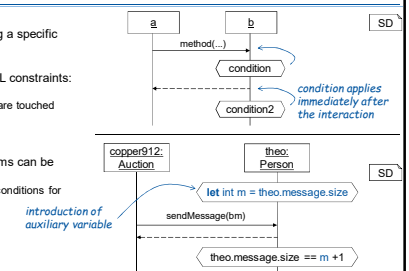 g a specific
L constraints:
are touched
ms can be
onditions for
a
b
SD
method(...)
condition
condition applies
immediately after
the interaction
condition2
copper912:
Auction
theo:
Person
SD
let int m = theo.message.size
introduction of
auxiliary variable
sendMessage(bm)
theo.message.size == m +1